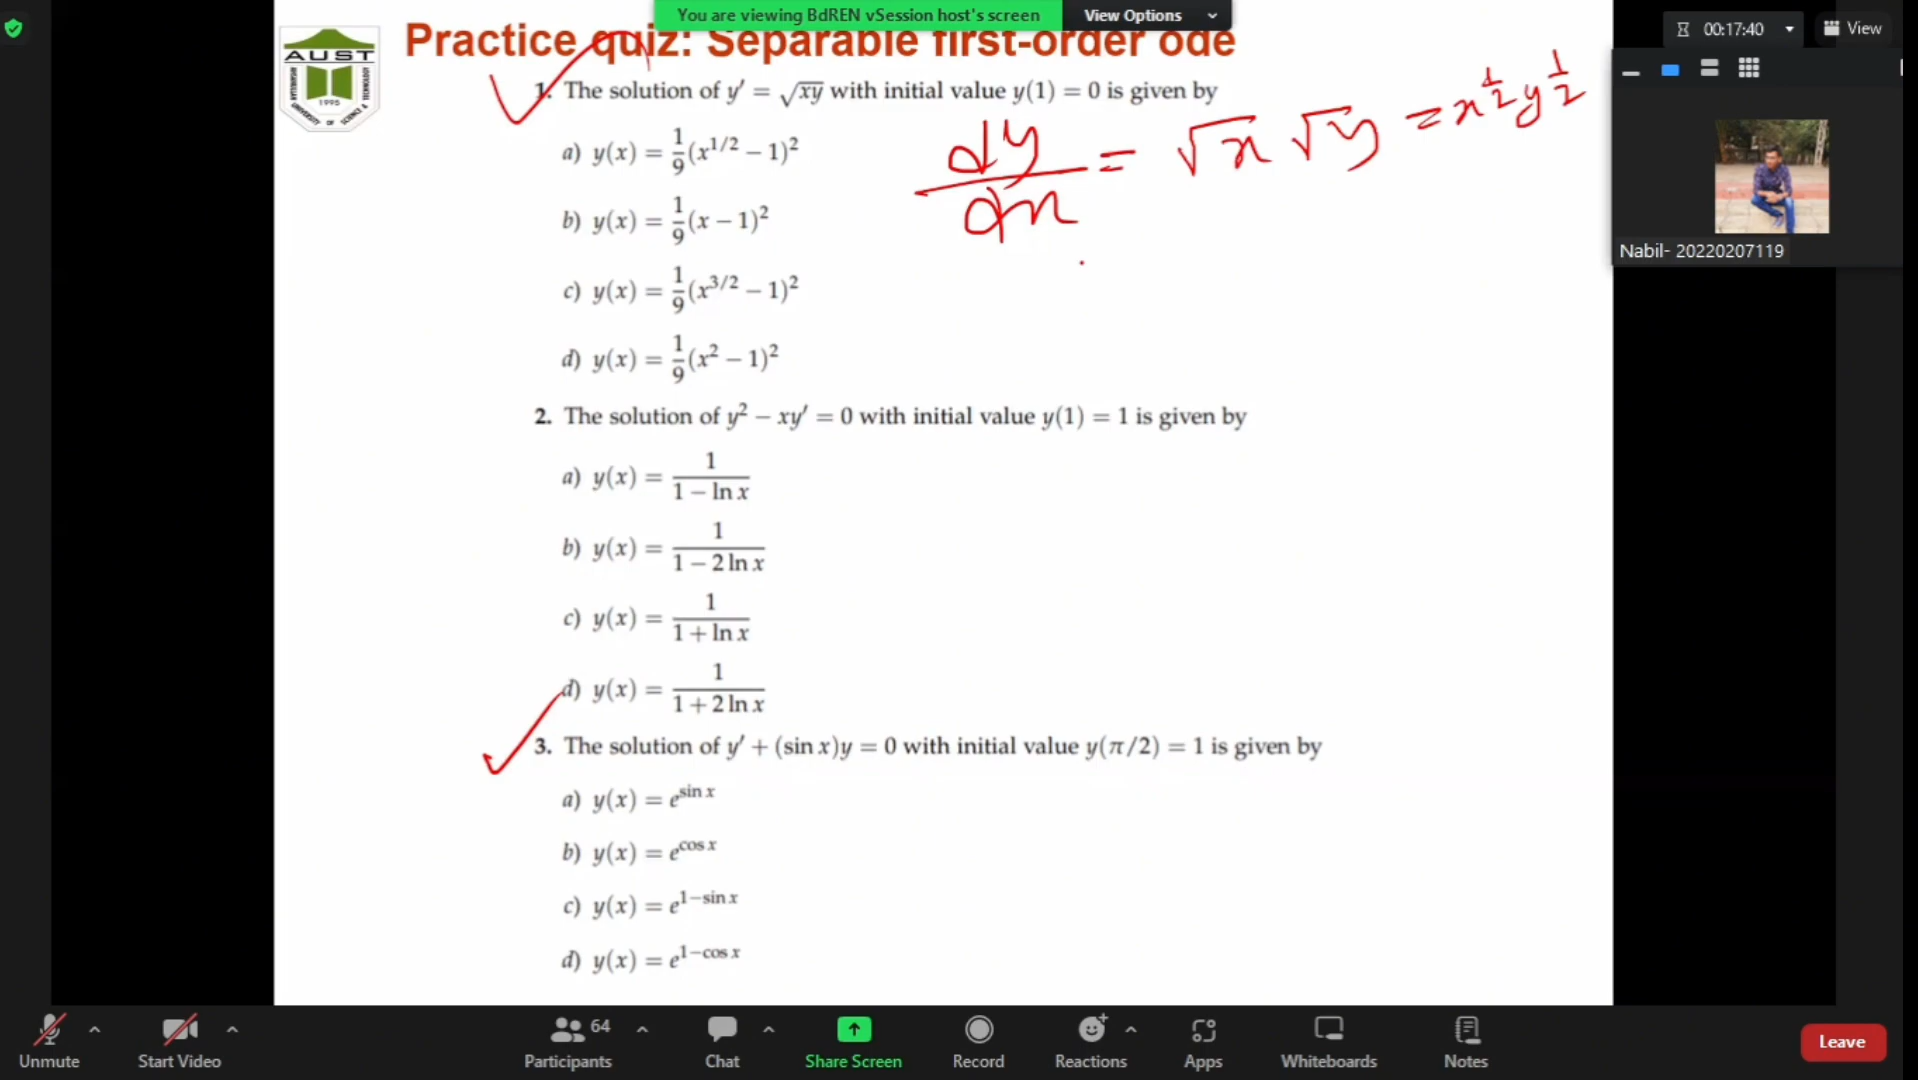 You are viewing BdREN vSession host's screen
View Options
00:17:40
View
AUST
1995
Practice quiz: Separable first-order ode
1. The solution of y′ = √xy with initial value y(1) = 0 is given by
a) y(x) = 1/9 (x^1/2 − 1)^2
b) y(x) = 1/9 (x − 1)^2
c) y(x) = 1/9 (x^3/2 − 1)^2
d) y(x) = 1/9 (x^2 − 1)^2
dy/dx = √x √y = x^1/2 y^1/2
Nabil- 20220207119
2. The solution of y^2 − xy′ = 0 with initial value y(1) = 1 is given by
a) y(x) = 1/(1 − ln x)
b) y(x) = 1/(1 − 2 ln x)
c) y(x) = 1/(1 + ln x)
d) y(x) = 1/(1 + 2 ln x)
3. The solution of y′ + (sin x)y = 0 with initial value y(π/2) = 1 is given by
a) y(x) = e^sin x
b) y(x) = e^cos x
c) y(x) = e^1−sin x
d) y(x) = e^1−cos x
Unmute
Start Video
64
Participants
Chat
Share Screen
Record
Reactions
Apps
Whiteboards
Notes
Leave